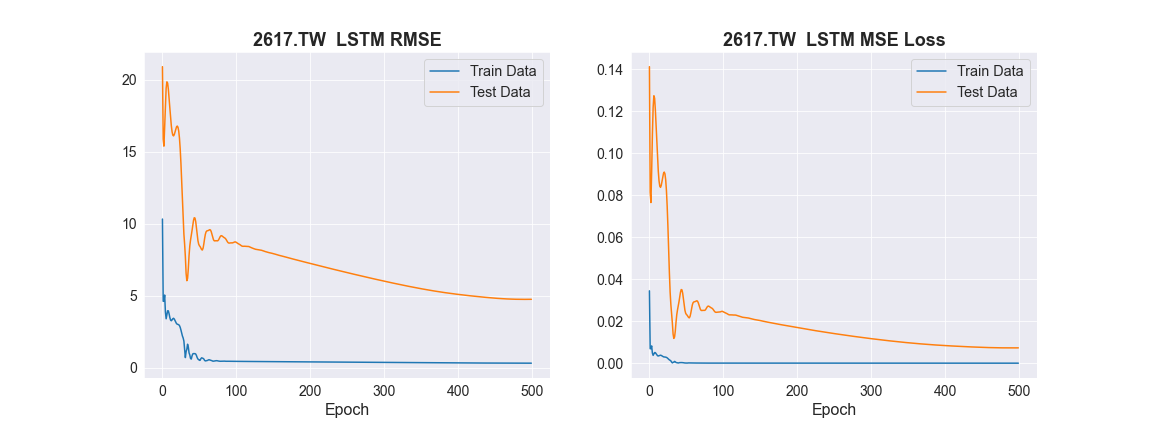 2617.TW  LSTM RMSE
Train Data
Test Data
20
15
10
5
0
0 100 200 300 400 500
Epoch
2617.TW  LSTM MSE Loss
Train Data
Test Data
0.14
0.12
0.10
0.08
0.06
0.04
0.02
0.00
0 100 200 300 400 500
Epoch